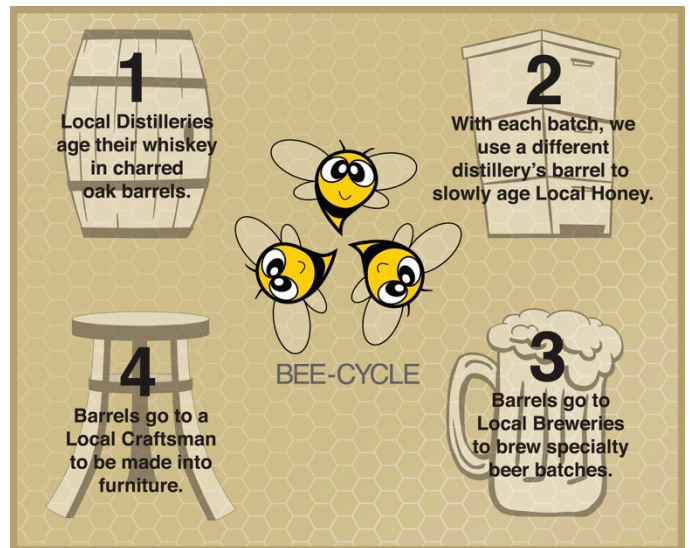 1
Local Distilleries
age their whiskey
in charred
oak barrels.
2
With each batch, we
use a different
distillery's barrel to
slowly age Local Honey.
BEE-CYCLE
3
Barrels go to
Local Breweries
to brew specialty
beer batches.
4
Barrels go to a
Local Craftsman
to be made into
furniture.